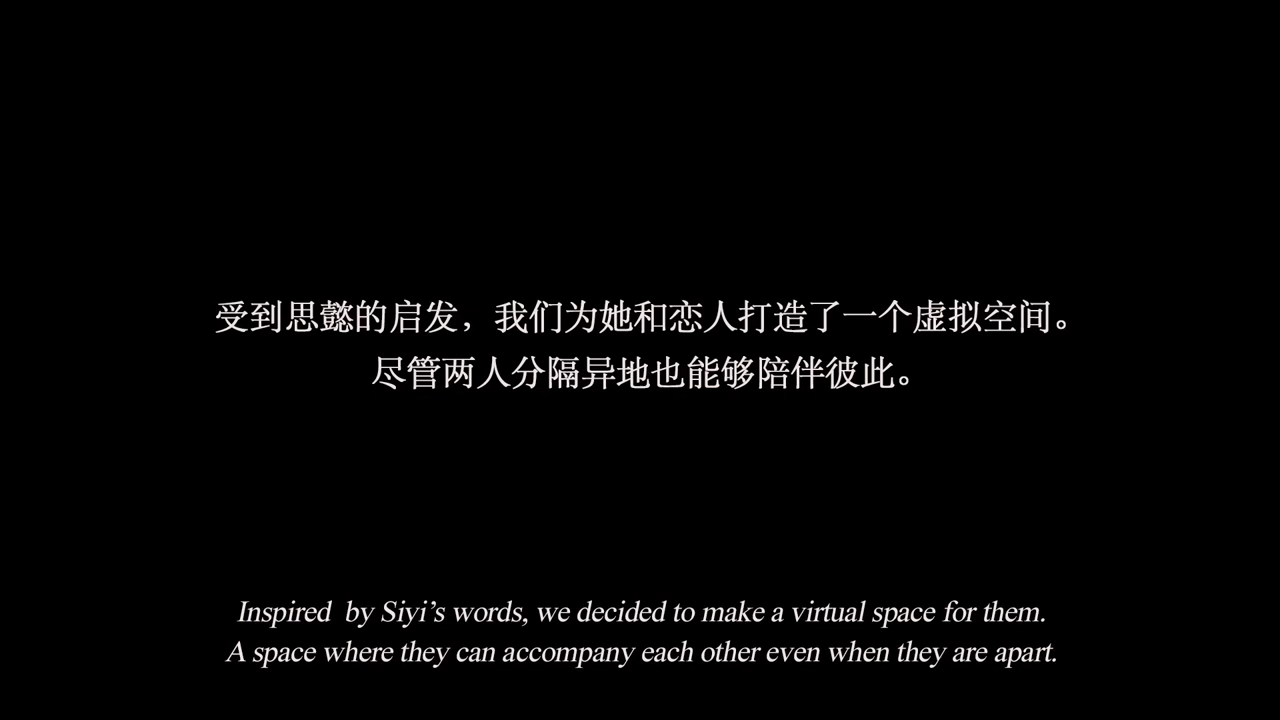 受到思懿的启发，我们为她和恋人打造了一个虚拟空间。
尽管两人分隔异地也能够陪伴彼此。
Inspired by Siyi’s words, we decided to make a virtual space for them.
A space where they can accompany each other even when they are apart.